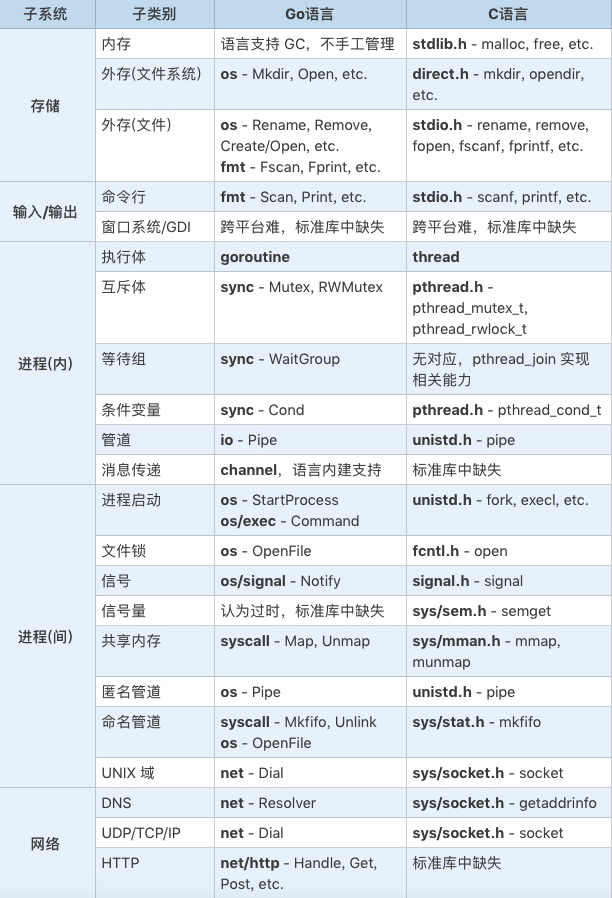 子系统 子类别 Go语言 C语言
存储
内存 语言支持 GC，不手工管理 stdlib.h - malloc, free, etc.
外存(文件系统) os - Mkdir, Open, etc. direct.h - mkdir, opendir,
etc.
外存(文件) os - Rename, Remove, stdio.h - rename, remove,
Create/Open, etc. fopen, fscanf, fprintf, etc.
fmt - Fscan, Fprint, etc.
输入/输出
命令行 fmt - Scan, Print, etc. stdio.h - scanf, printf, etc.
窗口系统/GDI 跨平台难，标准库中缺失 跨平台难，标准库中缺失
进程(内)
执行体 goroutine thread
互斥体 sync - Mutex, RWMutex pthread.h -
pthread_mutex_t,
pthread_rwlock_t
等待组 sync - WaitGroup 无对应，pthread_join 实现
相关能力
条件变量 sync - Cond pthread.h - pthread_cond_t
管道 io - Pipe unistd.h - pipe
消息传递 channel，语言内建支持 标准库中缺失
进程(间)
进程启动 os - StartProcess unistd.h - fork, execl, etc.
os/exec - Command
文件锁 os - OpenFile fcntl.h - open
信号 os/signal - Notify signal.h - signal
信号量 认为过时，标准库中缺失 sys/sem.h - semget
共享内存 syscall - Map, Unmap sys/mman.h - mmap,
munmap
匿名管道 os - Pipe unistd.h - pipe
命名管道 syscall - Mkfifo, Unlink sys/stat.h - mkfifo
os - OpenFile
UNIX 域 net - Dial sys/socket.h - socket
网络
DNS net - Resolver sys/socket.h - getaddrinfo
UDP/TCP/IP net - Dial sys/socket.h - socket
HTTP net/http - Handle, Get, 标准库中缺失
Post, etc.